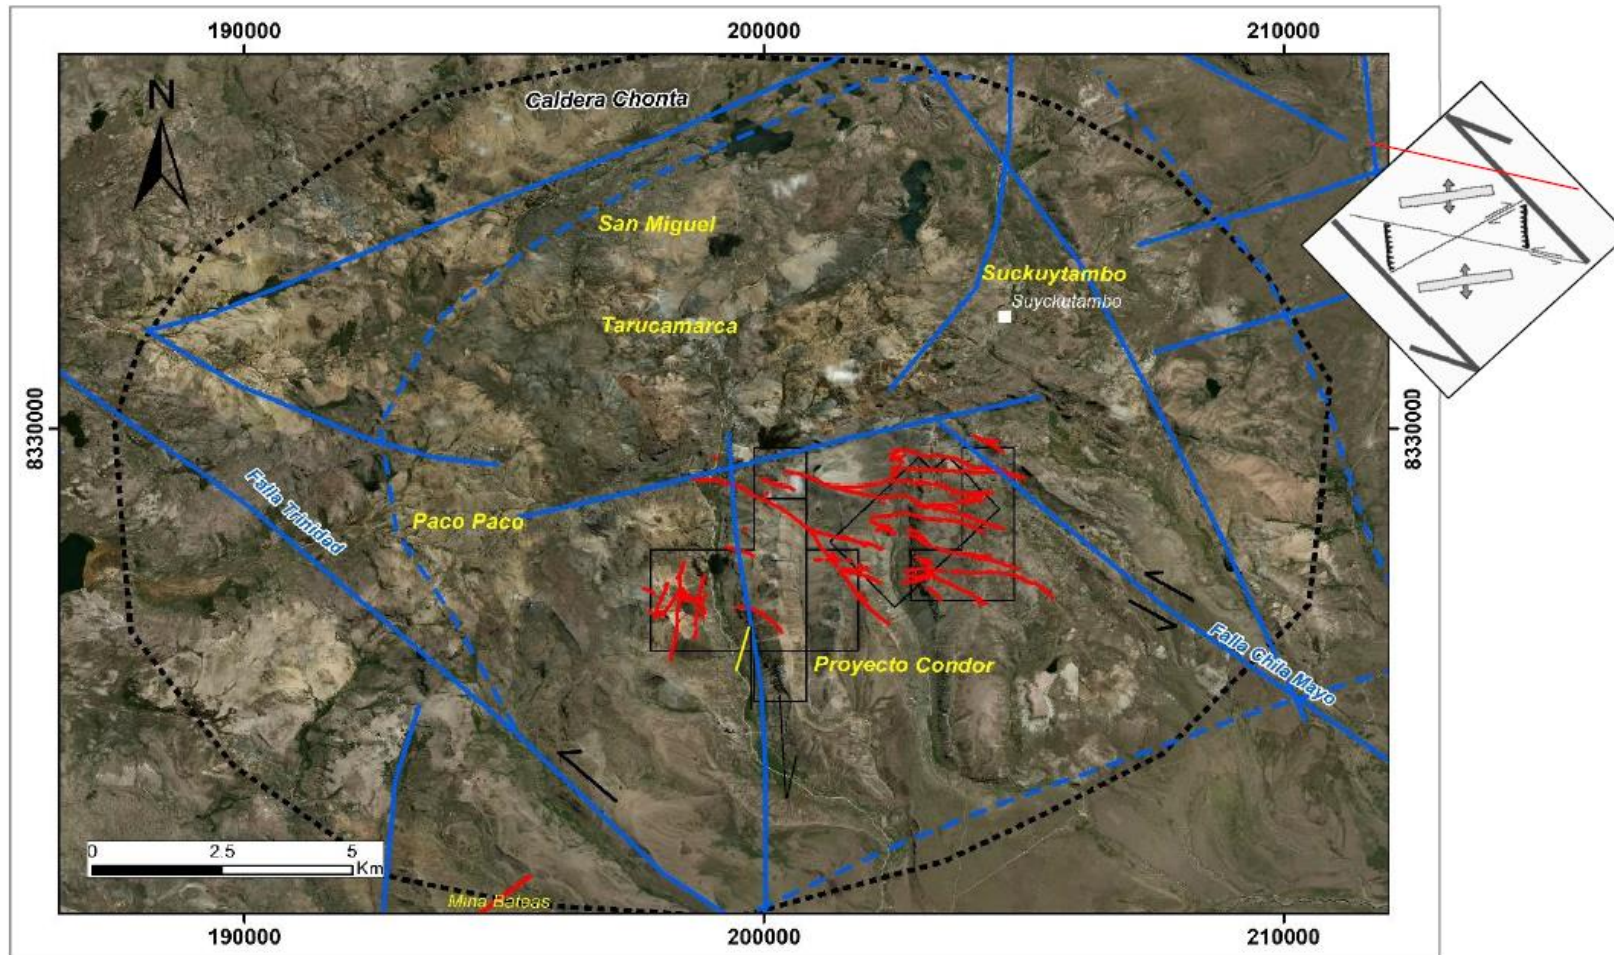 190000
200000
210000
N
Caldera Chonta
San Miguel
Suckuytambo
Suyckutambo
Tarucamarca
8330000
8330000
Falla Trinidad
Paco Paco
Falla Chila Mayo
Proyecto Condor
0 2.5 5
Km
Mina Bateas
190000
200000
210000